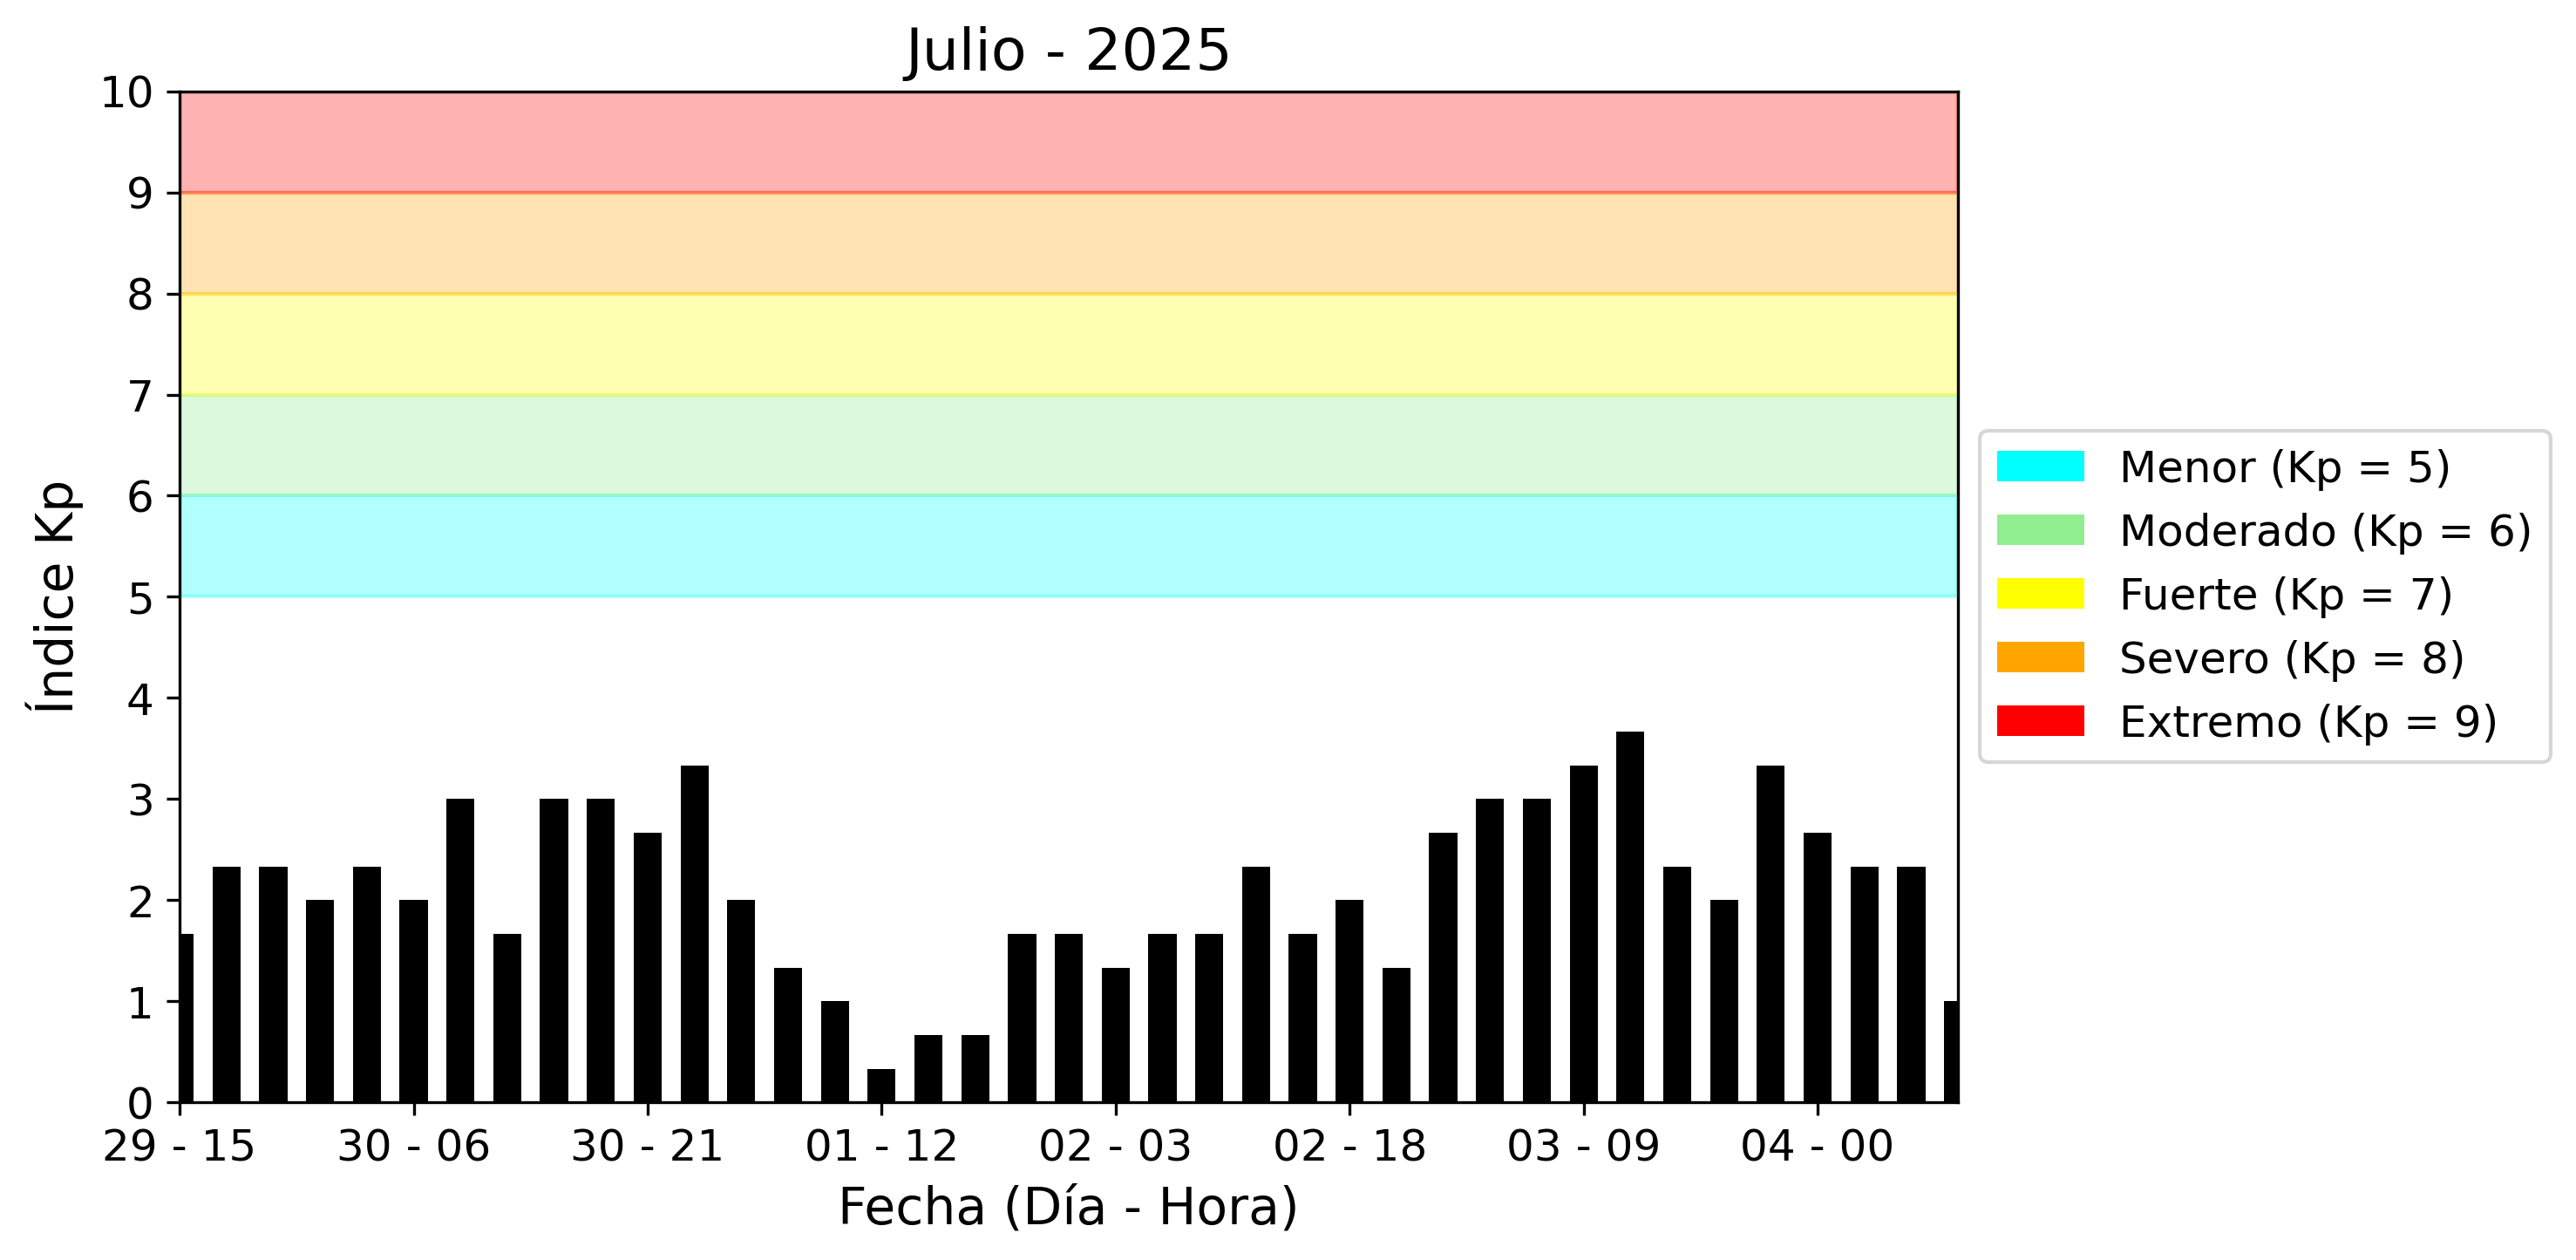 Julio - 2025
10
9
8
7
6
5
4
3
2
1
0
Índice Kp
29 - 15
30 - 06
30 - 21
01 - 12
02 - 03
02 - 18
03 - 09
04 - 00
Fecha (Día - Hora)
Menor (Kp = 5)
Moderado (Kp = 6)
Fuerte (Kp = 7)
Severo (Kp = 8)
Extremo (Kp = 9)